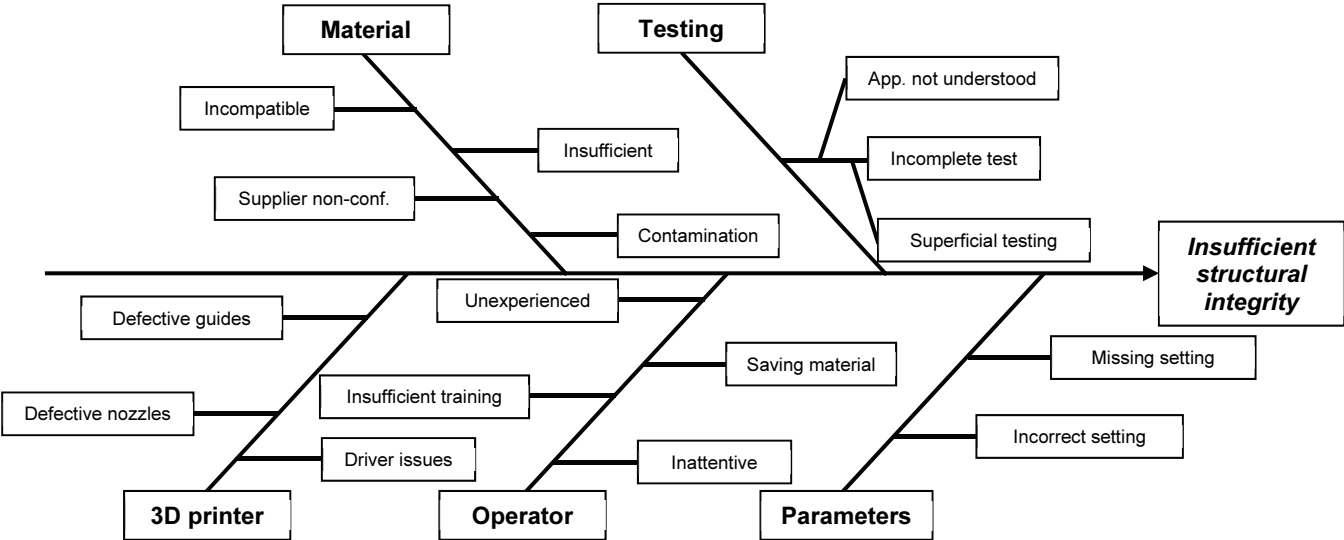 Material
Testing
App. not understood
Incompatible
Insufficient
Incomplete test
Supplier non-conf.
Contamination
Superficial testing
Insufficient
structural
integrity
Unexperienced
Defective guides
Saving material
Missing setting
Insufficient training
Defective nozzles
Incorrect setting
Driver issues
Inattentive
3D printer
Operator
Parameters